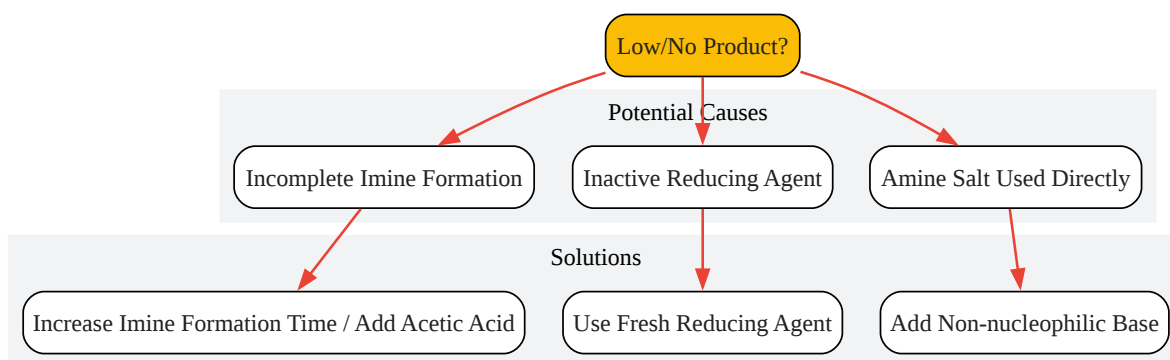 Low/No Product?
Potential Causes
Incomplete Imine Formation
Inactive Reducing Agent
Amine Salt Used Directly
Solutions
Increase Imine Formation Time / Add Acetic Acid
Use Fresh Reducing Agent
Add Non-nucleophilic Base